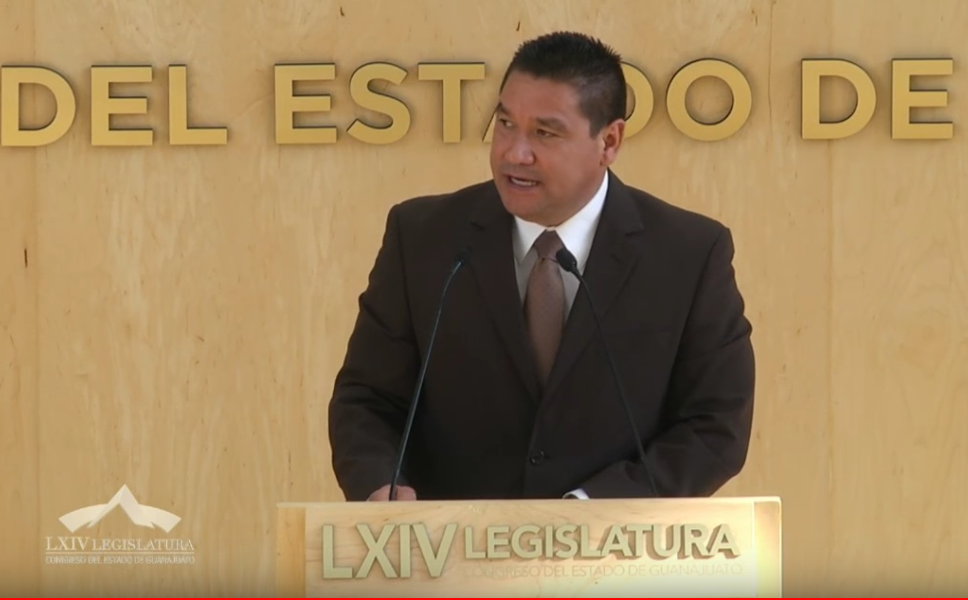 DEL ESTADO DE
LXIV LEGISLATURA
CONGRESO DEL ESTADO DE GUANAJUATO
LXIV LEGISLATURA
CONGRESO DEL ESTADO DE GUANAJUATO